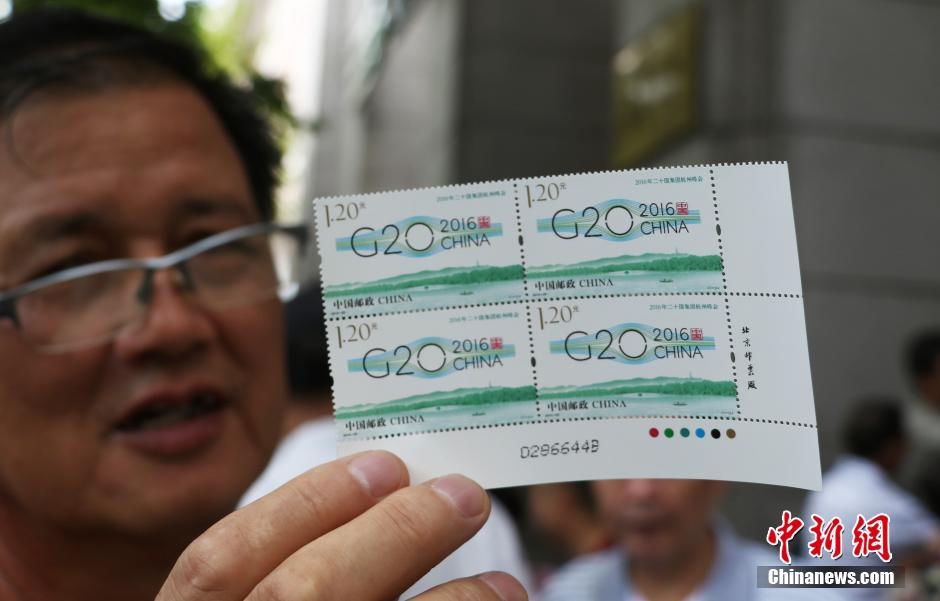 1.20元
2016年二十国集团杭州峰会
G20 2016
CHINA
中国邮政 CHINA
1.20元
2016年二十国集团杭州峰会
G20 2016
CHINA
中国邮政 CHINA
1.20元
2016年二十国集团杭州峰会
G20 2016
CHINA
中国邮政 CHINA
1.20元
2016年二十国集团杭州峰会
G20 2016
CHINA
中国邮政 CHINA
北京邮票厂
02866448
中新网
Chinanews.com